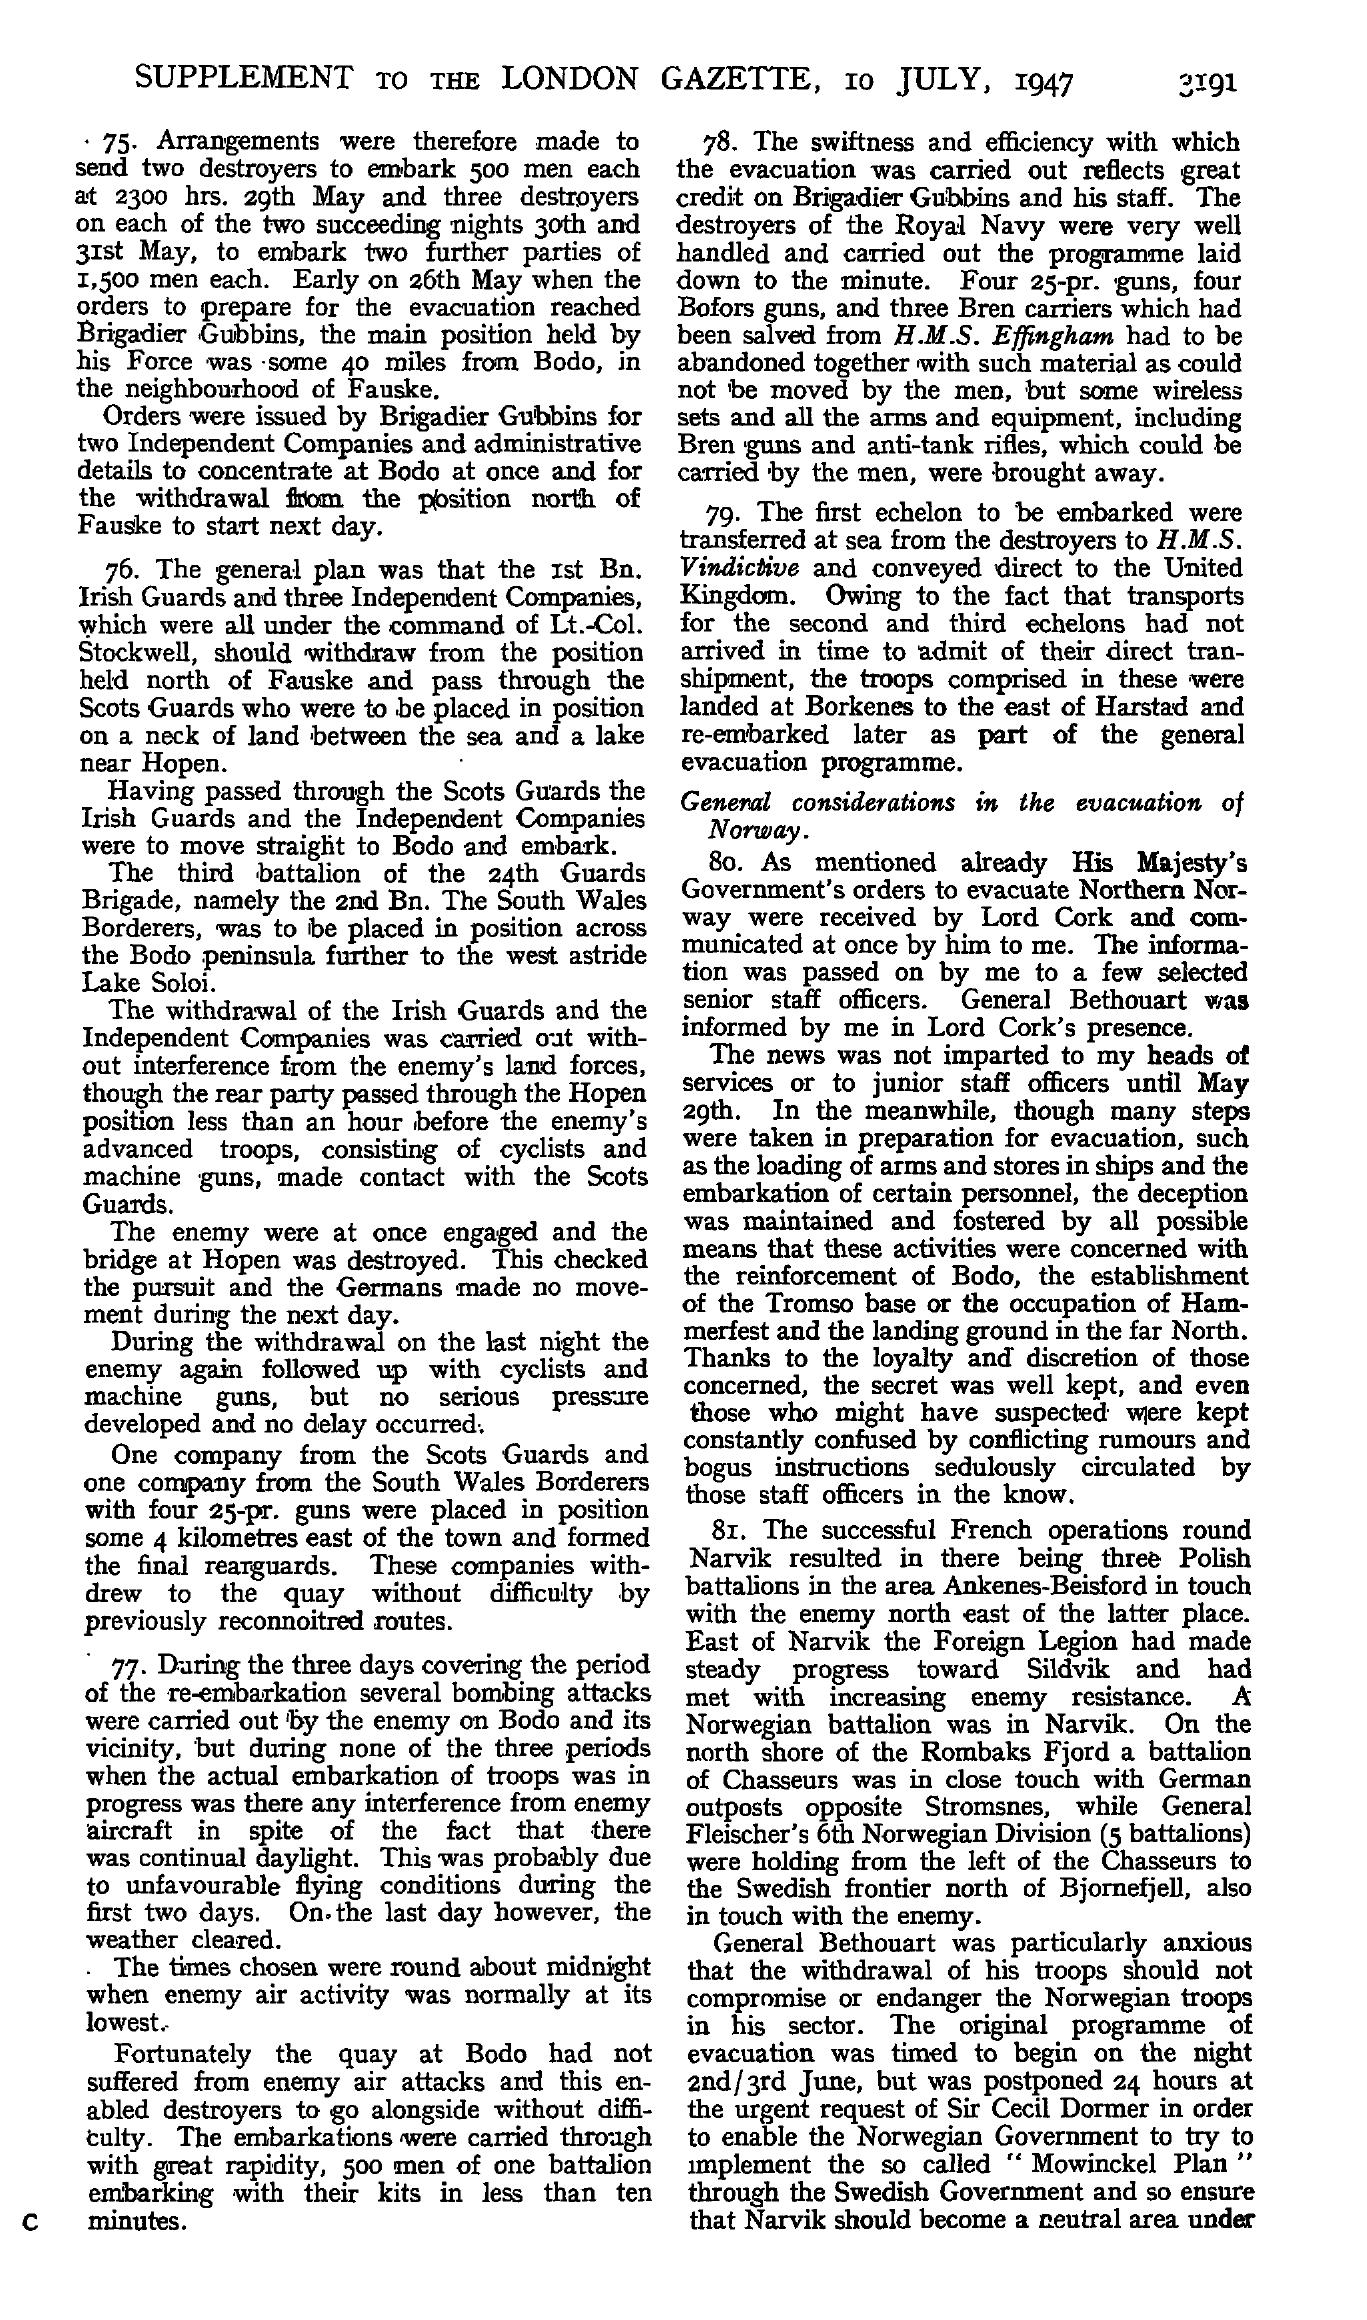 SUPPLEMENT TO THE LONDON GAZETTE, 10 JULY, 1947 3191
75. Arrangements were therefore made to
send two destroyers to embark 500 men each
at 2300 hrs. 29th May and three destroyers
on each of the two succeeding nights 30th and
31st May, to embark two further parties of
1,500 men each. Early on 26th May when the
orders to prepare for the evacuation reached
Brigadier Gubbins, the main position held by
his Force was some 40 miles from Bodo, in
the neighbourhood of Fauske.
Orders were issued by Brigadier Gubbins for
two Independent Companies and administrative
details to concentrate at Bodo at once and for
the withdrawal from the position north of
Fauske to start next day.
76. The general plan was that the 1st Bn.
Irish Guards and three Independent Companies,
which were all under the command of Lt.-Col.
Stockwell, should withdraw from the position
held north of Fauske and pass through the
Scots Guards who were to be placed in position
on a neck of land between the sea and a lake
near Hopen.
Having passed through the Scots Guards the
Irish Guards and the Independent Companies
were to move straight to Bodo and embark.
The third battalion of the 24th Guards
Brigade, namely the 2nd Bn. The South Wales
Borderers, was to be placed in position across
the Bodo peninsula further to the west astride
Lake Soloi.
The withdrawal of the Irish Guards and the
Independent Companies was carried out with-
out interference from the enemy's land forces,
though the rear party passed through the Hopen
position less than an hour before the enemy's
advanced troops, consisting of cyclists and
machine guns, made contact with the Scots
Guards.
The enemy were at once engaged and the
bridge at Hopen was destroyed. This checked
the pursuit and the Germans made no move-
ment during the next day.
During the withdrawal on the last night the
enemy again followed up with cyclists and
machine guns, but no serious pressure
developed and no delay occurred.
One company from the Scots Guards and
one company from the South Wales Borderers
with four 25-pr. guns were placed in position
some 4 kilometres east of the town and formed
the final rearguards. These companies with-
drew to the quay without difficulty by
previously reconnoitred routes.
77. During the three days covering the period
of the re-embarkation several bombing attacks
were carried out by the enemy on Bodo and its
vicinity, but during none of the three periods
when the actual embarkation of troops was in
progress was there any interference from enemy
aircraft in spite of the fact that there
was continual daylight. This was probably due
to unfavourable flying conditions during the
first two days. On the last day however, the
weather cleared.
The times chosen were round about midnight
when enemy air activity was normally at its
lowest.
Fortunately the quay at Bodo had not
suffered from enemy air attacks and this en-
abled destroyers to go alongside without diffi-
culty. The embarkations were carried through
with great rapidity, 500 men of one battalion
embarking with their kits in less than ten
minutes.
C
78. The swiftness and efficiency with which
the evacuation was carried out reflects great
credit on Brigadier Gubbins and his staff. The
destroyers of the Royal Navy were very well
handled and carried out the programme laid
down to the minute. Four 25-pr. guns, four
Bofors guns, and three Bren carriers which had
been salved from H.M.S. Effingham had to be
abandoned together with such material as could
not be moved by the men, but some wireless
sets and all the arms and equipment, including
Bren guns and anti-tank rifles, which could be
carried by the men, were brought away.
79. The first echelon to be embarked were
transferred at sea from the destroyers to H.M.S.
Vindictive and conveyed direct to the United
Kingdom. Owing to the fact that transports
for the second and third echelons had not
arrived in time to admit of their direct tran-
shipment, the troops comprised in these were
landed at Borkenes to the east of Harstad and
re-embarked later as part of the general
evacuation programme.
General considerations in the evacuation of
Norway.
80. As mentioned already His Majesty's
Government's orders to evacuate Northern Nor-
way were received by Lord Cork and com-
municated at once by him to me. The informa-
tion was passed on by me to a few selected
senior staff officers. General Bethouart was
informed by me in Lord Cork's presence.
The news was not imparted to my heads of
services or to junior staff officers until May
29th. In the meanwhile, though many steps
were taken in preparation for evacuation, such
as the loading of arms and stores in ships and the
embarkation of certain personnel, the deception
was maintained and fostered by all possible
means that these activities were concerned with
the reinforcement of Bodo, the establishment
of the Tromso base or the occupation of Ham-
merfest and the landing ground in the far North.
Thanks to the loyalty and discretion of those
concerned, the secret was well kept, and even
those who might have suspected were kept
constantly confused by conflicting rumours and
bogus instructions sedulously circulated by
those staff officers in the know.
81. The successful French operations round
Narvik resulted in there being three Polish
battalions in the area Ankenes-Beisford in touch
with the enemy north east of the latter place.
East of Narvik the Foreign Legion had made
steady progress toward Sildvik and had
met with increasing enemy resistance. A
Norwegian battalion was in Narvik. On the
north shore of the Rombaks Fjord a battalion
of Chasseurs was in close touch with German
outposts opposite Stromsnes, while General
Fleischer's 6th Norwegian Division (5 battalions)
were holding from the left of the Chasseurs to
the Swedish frontier north of Bjornefjell, also
in touch with the enemy.
General Bethouart was particularly anxious
that the withdrawal of his troops should not
compromise or endanger the Norwegian troops
in his sector. The original programme of
evacuation was timed to begin on the night
2nd/3rd June, but was postponed 24 hours at
the urgent request of Sir Cecil Dormer in order
to enable the Norwegian Government to try to
implement the so called "Mowinckel Plan"
through the Swedish Government and so ensure
that Narvik should become a neutral area under